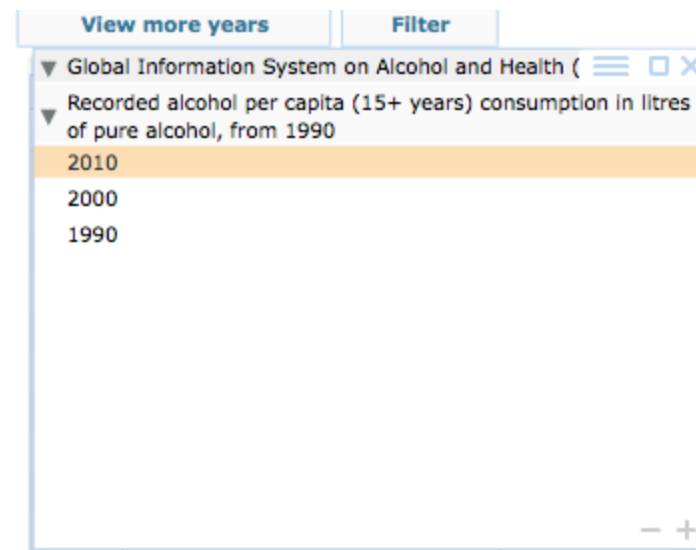 View more years
Filter
Global Information System on Alcohol and Health (
Recorded alcohol per capita (15+ years) consumption in litres
of pure alcohol, from 1990
2010
2000
1990